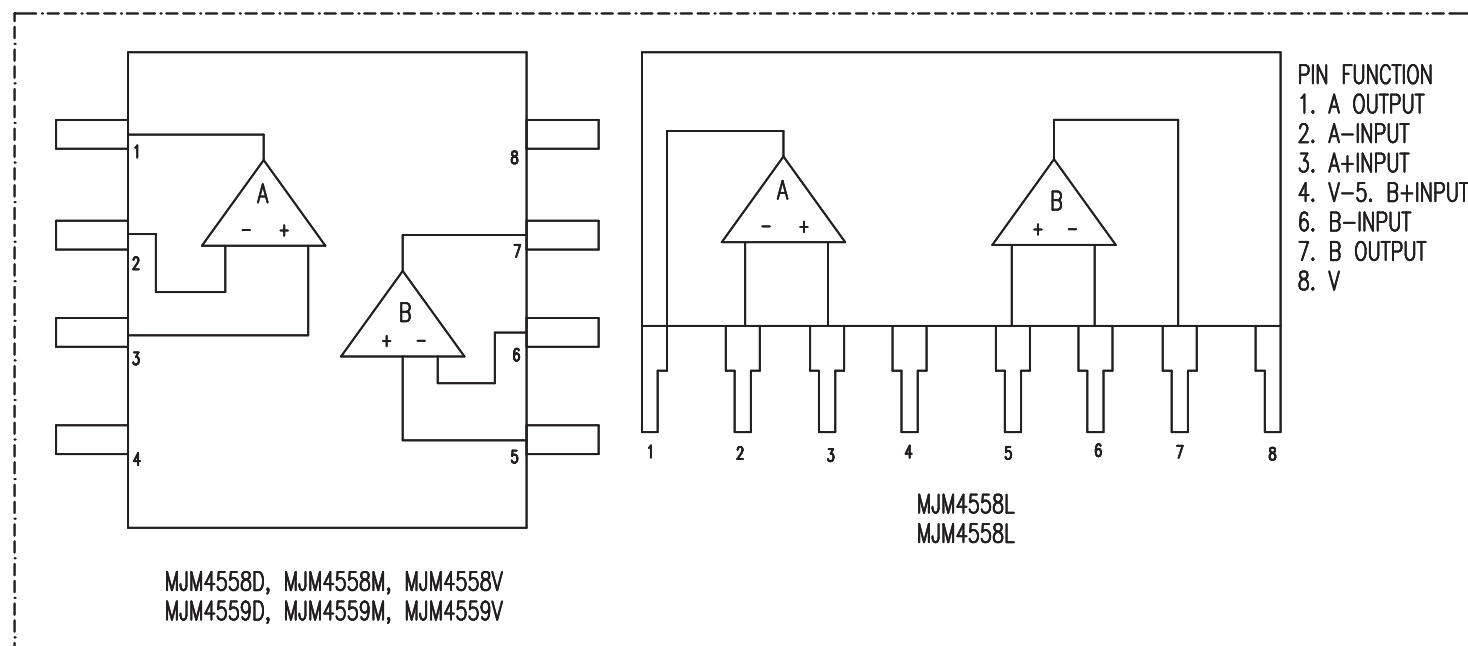 1
2
3
4
8
7
6
5
A
- +
B
+ -
MJM4558D, MJM4558M, MJM4558V
MJM4559D, MJM4559M, MJM4559V
A
- +
B
+ -
1 2 3 4 5 6 7 8
MJM4558L
MJM4558L
PIN FUNCTION
1. A OUTPUT
2. A-INPUT
3. A+INPUT
4. V-5. B+INPUT
6. B-INPUT
7. B OUTPUT
8. V